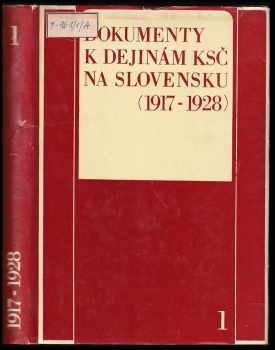 1
1917 - 1928
DOKUMENTY
K DEJINÁM KSČ
NA SLOVENSKU
(1917 - 1928)
1